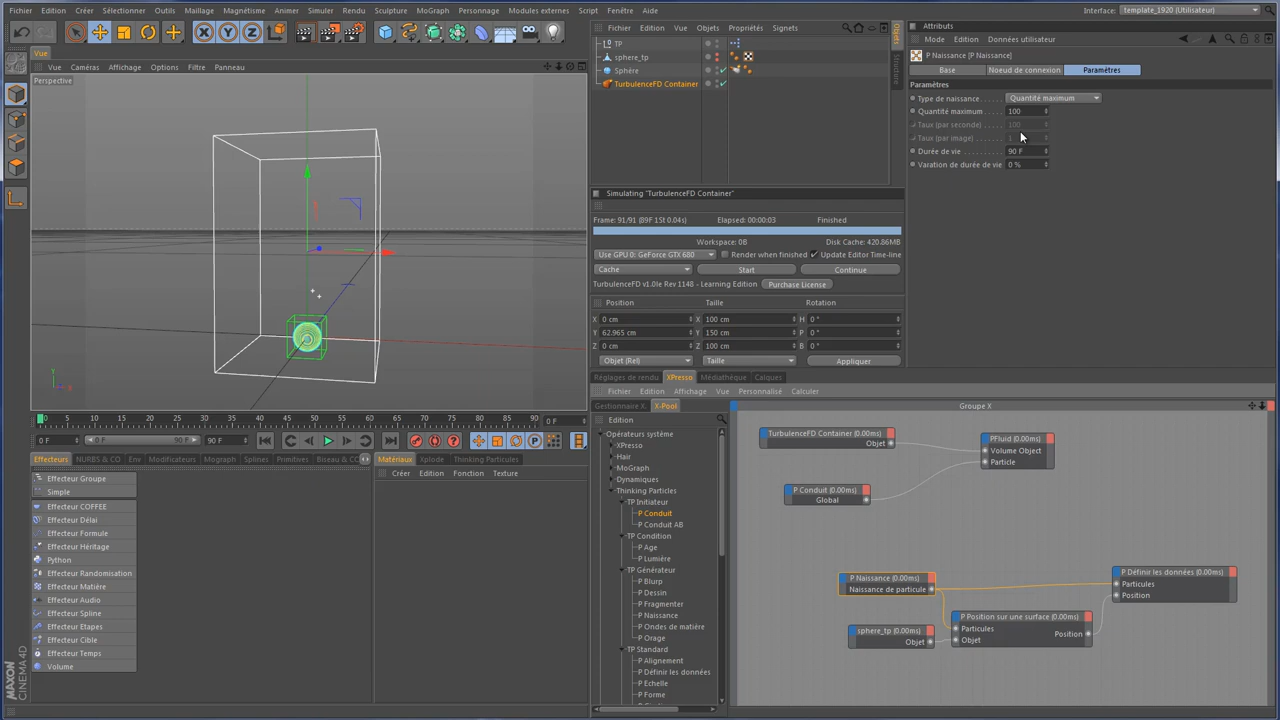 Fichier Edition Créer Sélectionner Outils Maillage Magnétisme Animer Simuler Rendu Sculpture MoGraph Personnage Modules externes Script Fenêtre Aide
Interface: template_1920 (Utilisateur)
Vue
Vue Caméras Affichage Options Filtre Panneau
Perspective
Fichier Edition Vue Objets Propriétés Signets
TP
sphere_tp
Sphère
TurbulenceFD Container
Objets
Structure
Attributs
Mode Edition Données utilisateur
P Naissance [P Naissance]
Base Noeud de connexion Paramètres
Paramètres
Type de naissance Quantité maximum
Quantité maximum 100
Taux (par seconde) 100
Taux (par image) 1
Durée de vie 90 F
Varation de durée de vie 0 %
Simulating "TurbulenceFD Container"
Frame: 91/91 (89F 1St 0.04s) Elapsed: 00:00:03 Finished
Workspace: 0B Disk Cache: 420.86MB
Use GPU 0: GeForce GTX 680 Render when finished Update Editor Time-line
Cache Start Continue
TurbulenceFD v1.0 Rev 1148 - Learning Edition Purchase License
Position Taille Rotation
X 0 cm X 100 cm H 0 °
Y 62.965 cm Y 150 cm P 0 °
Z 0 cm Z 100 cm B 0 °
Objet (Rel) Taille Appliquer
Réglages de rendu XPresso Médiathèque Calques
Fichier Edition Affichage Vue Personnalisé Calculer
Gestionnaire X. X-Pool
Edition
Opérateurs système
XPresso
Hair
MoGraph
Dynamiques
Thinking Particles
TP Initiateur
P Conduit
P Conduit AB
TP Condition
P Age
P Lumière
TP Générateur
P Blurp
P Dessin
P Fragmenter
P Naissance
P Ondes de matière
P Orage
TP Standard
P Alignement
P Définir les données
P Echelle
P Forme
Groupe X
TurbulenceFD Container (0.00ms)
Objet
PFluid (0.00ms)
Volume Object
Particle
P Conduit (0.00ms)
Global
P Naissance (0.00ms)
Naissance de particule
sphere_tp (0.00ms)
Objet
P Position sur une surface (0.00ms)
Particules
Position
Objet
P Définir les données (0.00ms)
Particules
Position
0 5 10 15 20 25 30 35 40 45 50 55 60 65 70 75 80 85 90 0 F
0 F 0 F 90 F 90 F
Effecteurs NURBS & CO Env Modificateurs Mograph Splines Primitives Biseau & CO
Effecteur Groupe
Simple
Effecteur COFFEE
Effecteur Délai
Effecteur Formule
Effecteur Héritage
Python
Effecteur Randomisation
Effecteur Matière
Effecteur Audio
Effecteur Spline
Effecteur Etapes
Effecteur Cible
Effecteur Temps
Volume
Matériaux Xplode Thinking Particules
Créer Edition Fonction Texture
MAXON
CINEMA 4D
X Y Z
P
Y
X